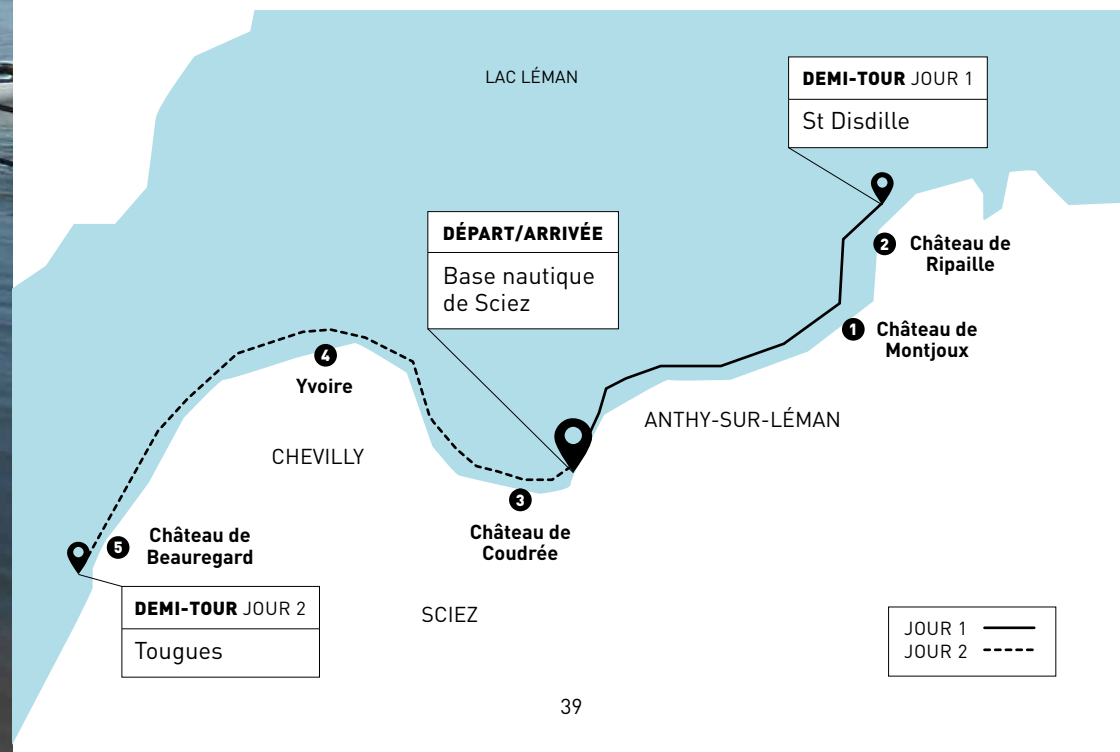 LAC LÉMAN
DEMI-TOUR JOUR 1
St Disdille
DÉPART/ARRIVÉE
Base nautique
de Sciez
2 Château de
Ripaille
1 Château de
Montjoux
4
Yvoire
ANTHY-SUR-LÉMAN
CHEVILLY
3
Château de
Coudrée
5 Château de
Beauregard
DEMI-TOUR JOUR 2
Tougues
SCIEZ
JOUR 1
JOUR 2
39